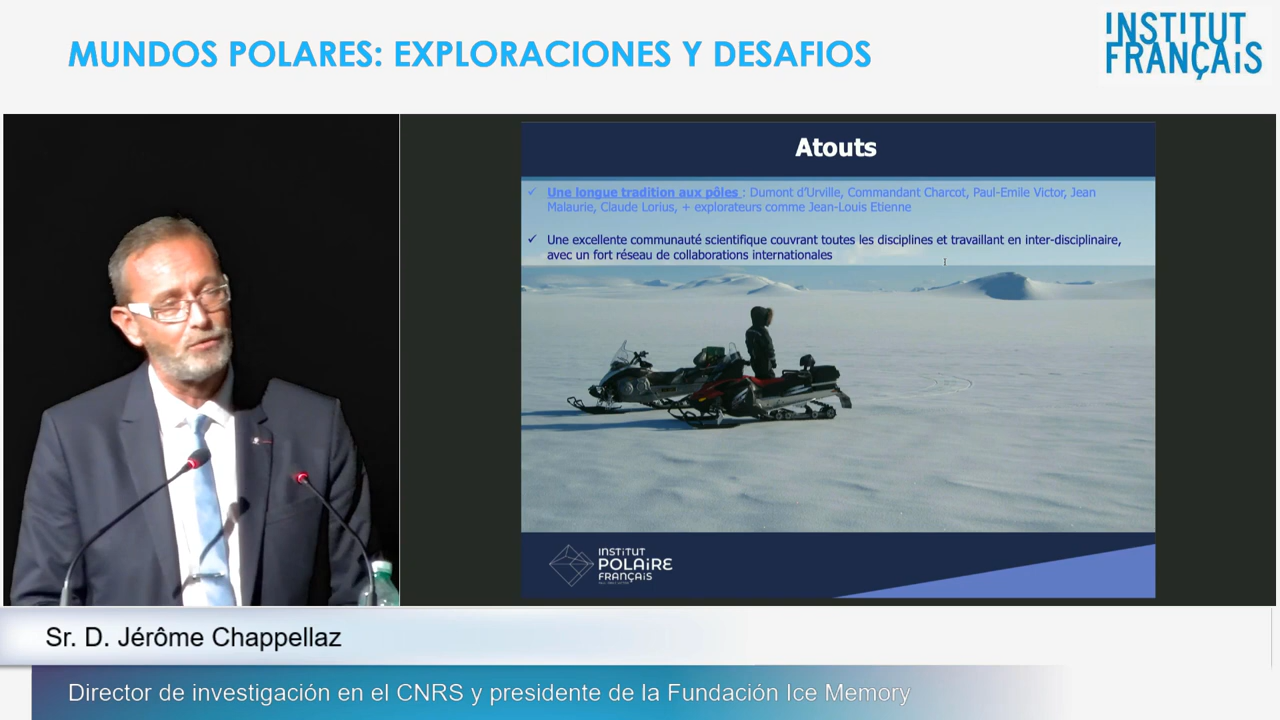 MUNDOS POLARES: EXPLORACIONES Y DESAFIOS
INSTITUT
FRANÇAIS
Atouts
✓ Une longue tradition aux pôles : Dumont d'Urville, Commandant Charcot, Paul-Emile Victor, Jean
Malaurie, Claude Lorius, + explorateurs comme Jean-Louis Etienne
✓ Une excellente communauté scientifique couvrant toutes les disciplines et travaillant en inter-disciplinaire,
avec un fort réseau de collaborations internationales
INSTITUT
POLAIRE
FRANÇAIS
Sr. D. Jérôme Chappellaz
Director de investigación en el CNRS y presidente de la Fundación Ice Memory